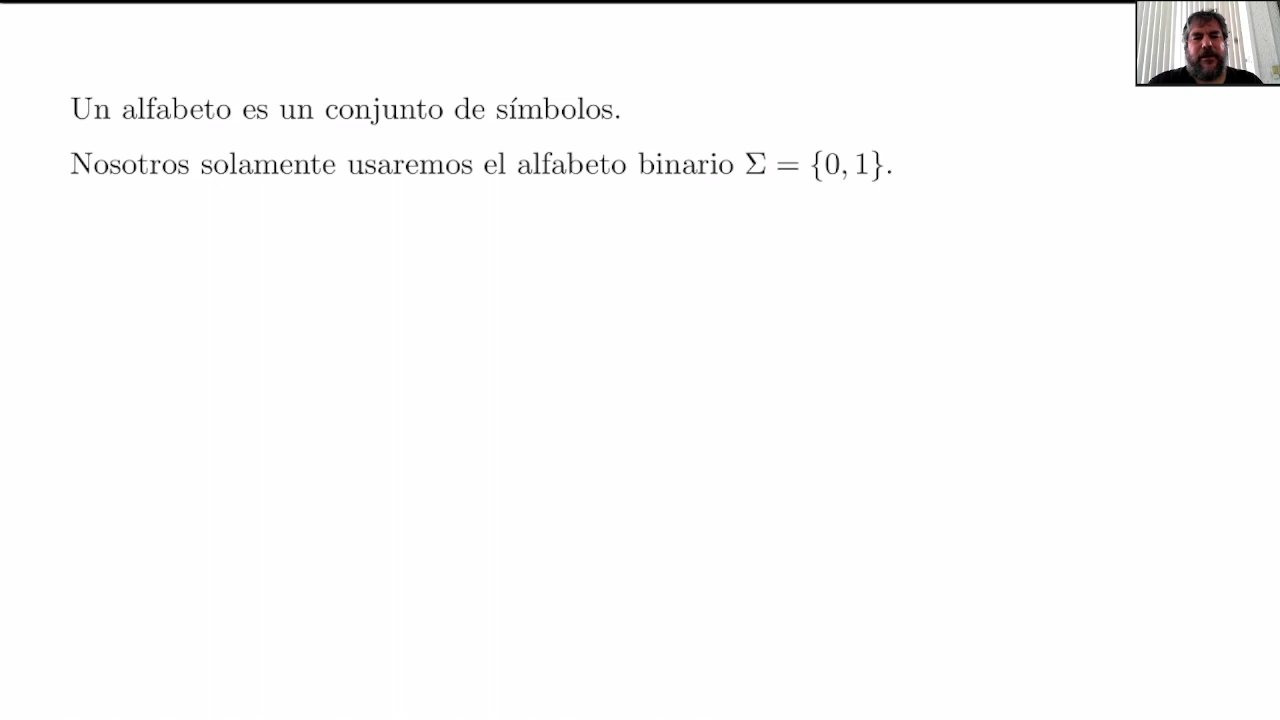 Un alfabeto es un conjunto de símbolos.
Nosotros solamente usaremos el alfabeto binario Σ = {0, 1}.